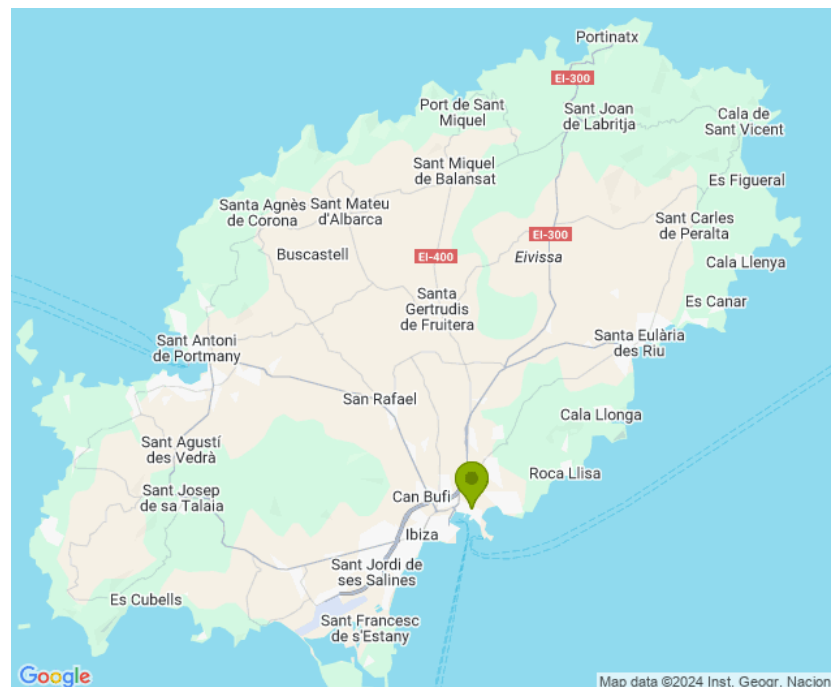 Portinatx
EI-300
Port de Sant
Miquel
Sant Joan
de Labritja
Cala de
Sant Vicent
Sant Miquel
de Balansat
Es Figueral
Santa Agnès
de Corona
Sant Mateu
d'Albarca
Sant Carles
de Peralta
EI-300
Buscastell
EI-400
Eivissa
Cala Llenya
Santa
Gertrudis
de Fruitera
Es Canar
Sant Antoni
de Portmany
Santa Eulària
des Riu
San Rafael
Cala Llonga
Sant Agustí
des Vedrà
Roca Llisa
Sant Josep
de sa Talaia
Can Bufi
Ibiza
Sant Jordi de
ses Salines
Es Cubells
Sant Francesc
de s'Estany
Google
Map data ©2024 Inst. Geogr. Nacion